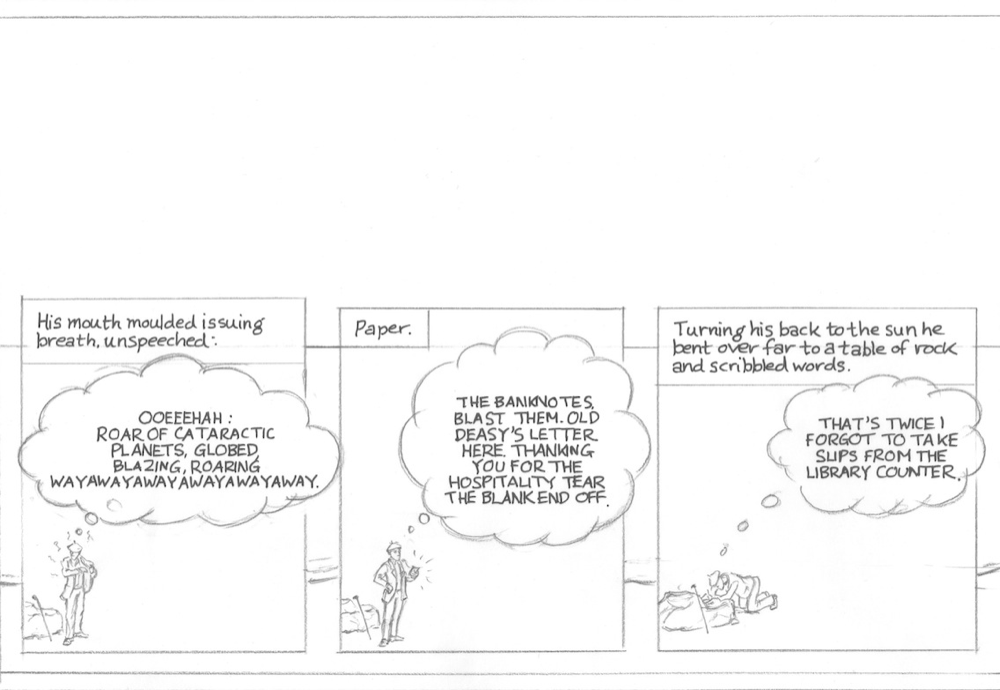 His mouth moulded issuing
breath, unspeeched:
OOEEEHAH:
ROAR OF CATARACTIC
PLANETS, GLOBED
BLAZING, ROARING
WAYAWAYAWAYAWAYAWAYAWAY.
Paper.
THE BANKNOTES,
BLAST THEM. OLD
DEASY'S LETTER.
HERE. THANKING
YOU FOR THE
HOSPITALITY TEAR
THE BLANK END OFF.
Turning his back to the sun he
bent over far to a table of rock
and scribbled words.
THAT'S TWICE I
FORGOT TO TAKE
SLIPS FROM THE
LIBRARY COUNTER.